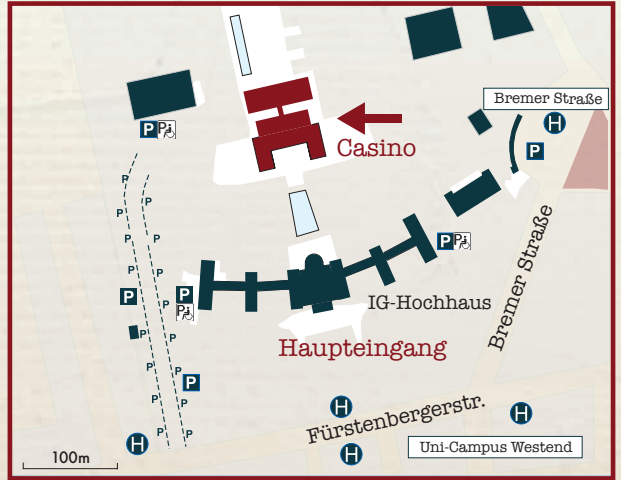 Bremer Straße
H
P
P
Casino
P
P
P
P
P
P
Bremer Straße
P
P
P
P
P
P
IG-Hochhaus
P
P
Haupteingang
P
P
P
P
P
H
Fürstenbergerstr.
H
P
P
H
H
Uni-Campus Westend
100m